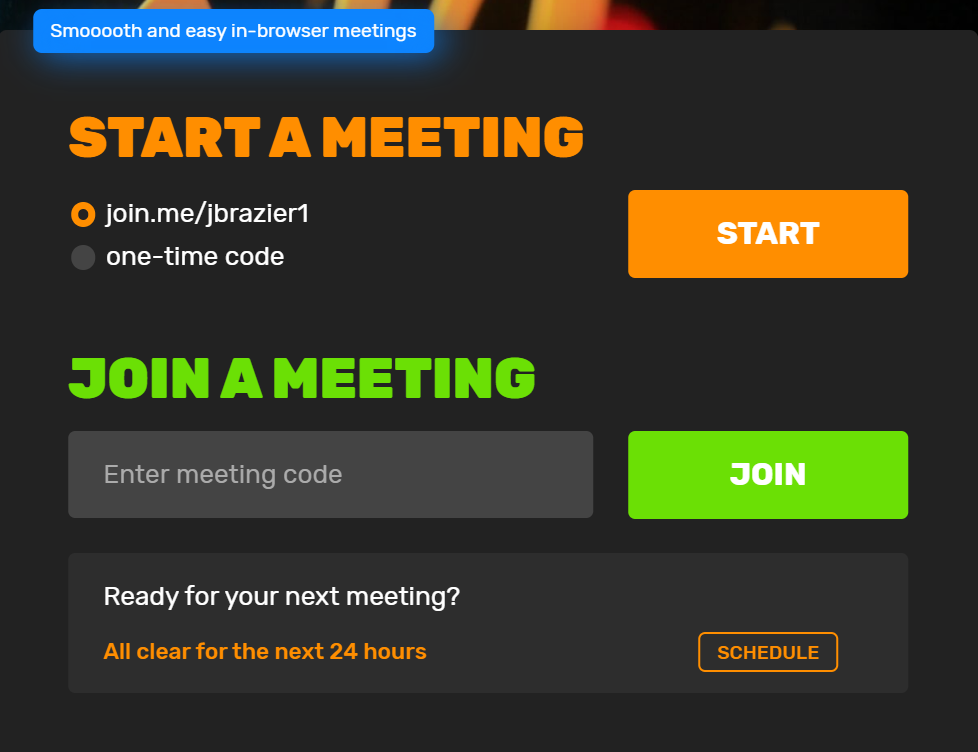 Smooooth and easy in-browser meetings
START A MEETING
join.me/jbrazier1
START
one-time code
JOIN A MEETING
Enter meeting code
JOIN
Ready for your next meeting?
All clear for the next 24 hours
SCHEDULE